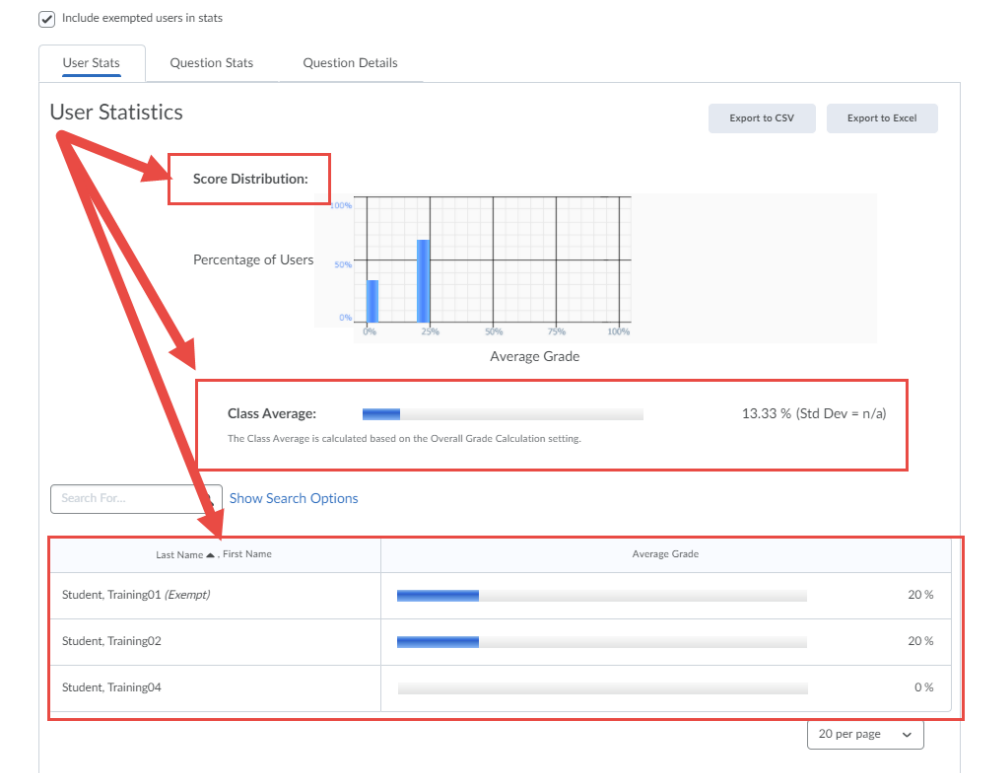 Include exempted users in stats
User Stats Question Stats Question Details
User Statistics
Export to CSV Export to Excel
Score Distribution:
100%
Percentage of Users
50%
0%
0% 25% 50% 75% 100%
Average Grade
Class Average: 13.33 % (Std Dev = n/a)
The Class Average is calculated based on the Overall Grade Calculation setting.
Search For... Show Search Options
Last Name , First Name Average Grade
Student, Training01 (Exempt) 20 %
Student, Training02 20 %
Student, Training04 0 %
20 per page